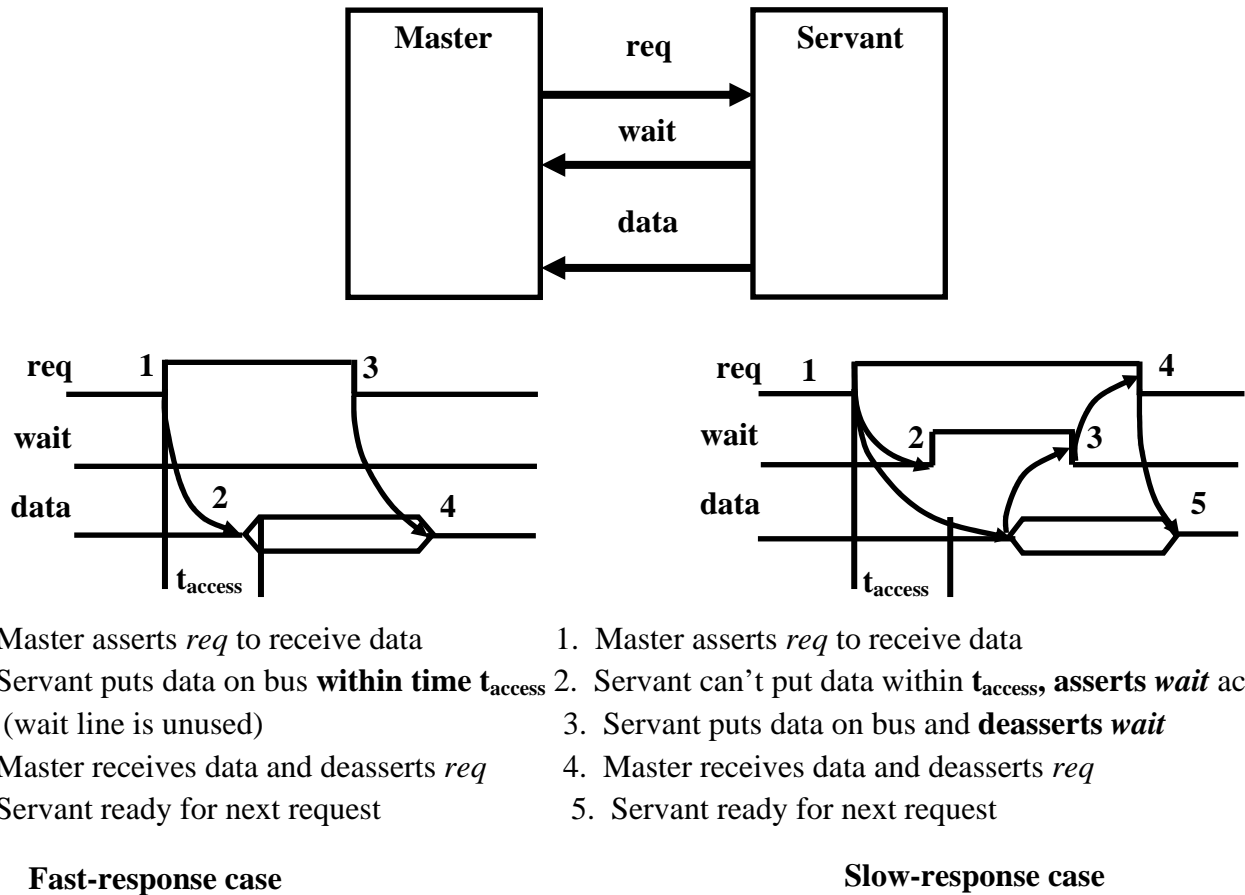 Master
Servant
req
wait
data
req 1 3
wait
data 2 4
t_access
req 1 4
wait 2 3
data 5
t_access
Master asserts req to receive data
Servant puts data on bus within time t_access
(wait line is unused)
Master receives data and deasserts req
Servant ready for next request
Fast-response case
1. Master asserts req to receive data
2. Servant can't put data within t_access, asserts wait ac
3. Servant puts data on bus and deasserts wait
4. Master receives data and deasserts req
5. Servant ready for next request
Slow-response case